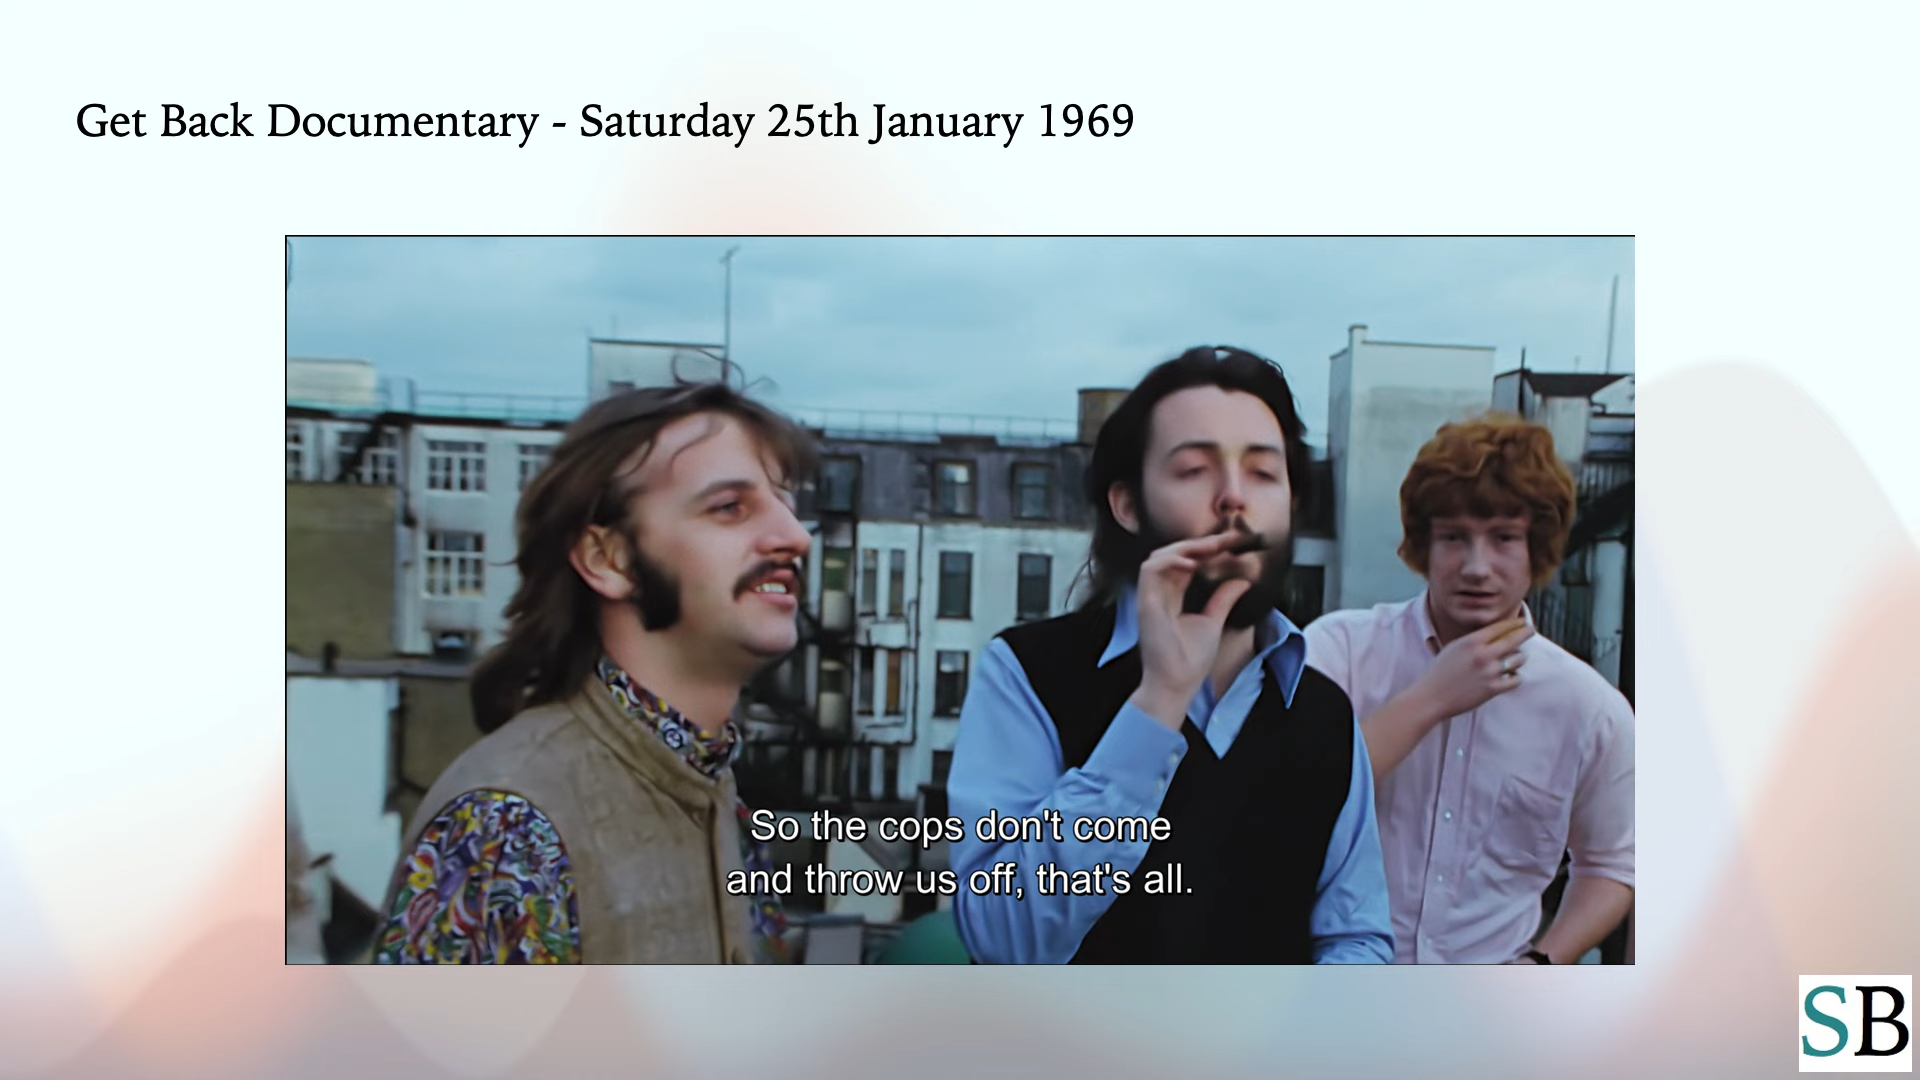 Get Back Documentary - Saturday 25th January 1969
So the cops don't come
and throw us off, that's all.
SB